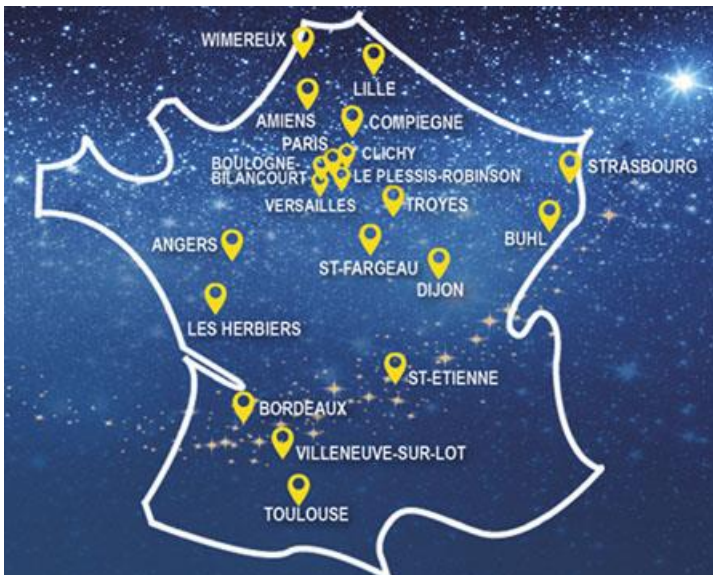 WIMEREUX
LILLE
AMIENS
COMPIEGNE
PARIS
CLICHY
BOULOGNE-
BILANCOURT
STRASBOURG
LE PLESSIS-ROBINSON
VERSAILLES
TROYES
BUHL
ANGERS
ST-FARGEAU
DIJON
LES HERBIERS
ST-ETIENNE
BORDEAUX
VILLENEUVE-SUR-LOT
TOULOUSE